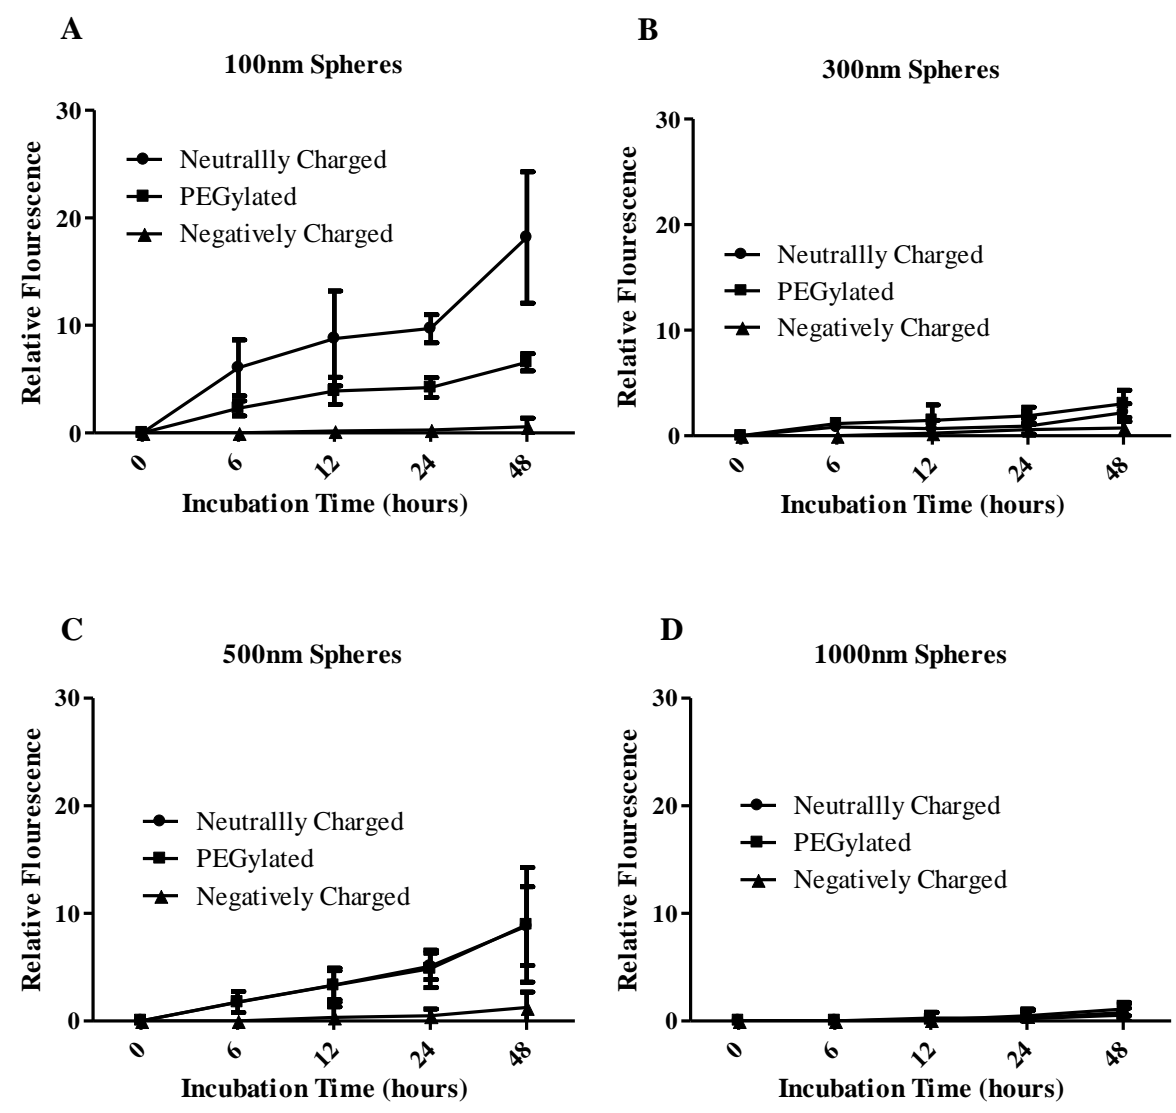 A
100nm Spheres
30
20
10
0
Relative Flourescence
Neutrallly Charged
PEGylated
Negatively Charged
0 6 12 24 48
Incubation Time (hours)
B
300nm Spheres
30
20
10
0
Relative Flourescence
Neutrallly Charged
PEGylated
Negatively Charged
0 6 12 24 48
Incubation Time (hours)
C
500nm Spheres
30
20
10
0
Relative Flourescence
Neutrallly Charged
PEGylated
Negatively Charged
0 6 12 24 48
Incubation Time (hours)
D
1000nm Spheres
30
20
10
0
Relative Flourescence
Neutrallly Charged
PEGylated
Negatively Charged
0 6 12 24 48
Incubation Time (hours)